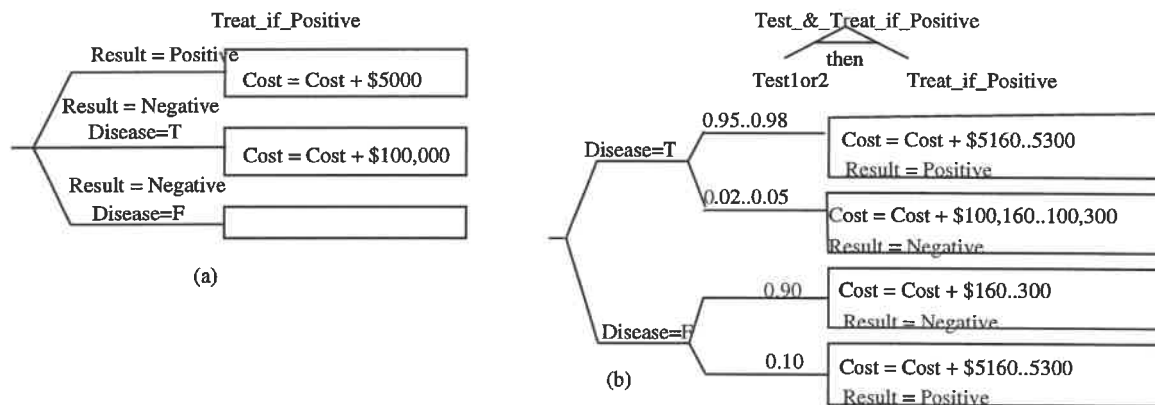 Treat_if_Positive
Result = Positive
Cost = Cost + $5000
Result = Negative
Disease=T
Cost = Cost + $100,000
Result = Negative
Disease=F
(a)
Test_&_Treat_if_Positive
then
Test1or2
Treat_if_Positive
0.95..0.98
Disease=T
Cost = Cost + $5160..5300
Result = Positive
0.02..0.05
Cost = Cost + $100,160..100,300
Result = Negative
0.90
Cost = Cost + $160..300
Result = Negative
Disease=F
0.10
Cost = Cost + $5160..5300
Result = Positive
(b)